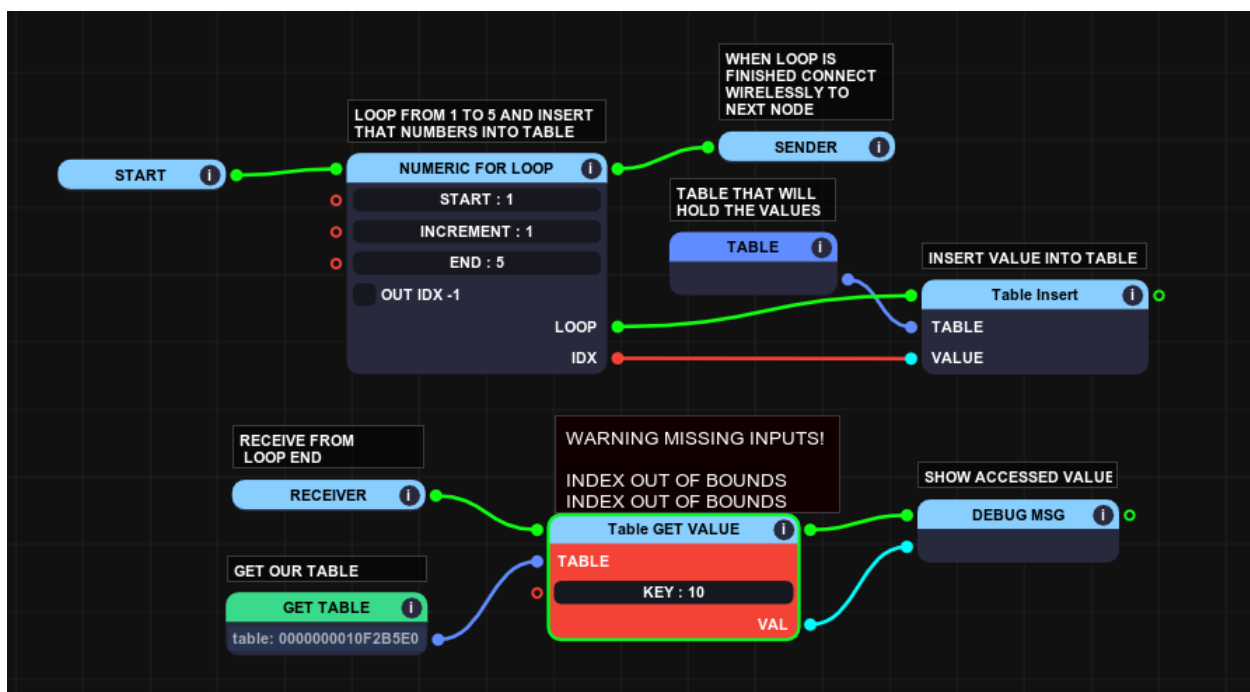 WHEN LOOP IS
FINISHED CONNECT
WIRELESSLY TO
NEXT NODE
SENDER i
LOOP FROM 1 TO 5 AND INSERT
THAT NUMBERS INTO TABLE
START i
NUMERIC FOR LOOP i
START : 1
INCREMENT : 1
END : 5
OUT IDX -1
LOOP
IDX
TABLE THAT WILL
HOLD THE VALUES
TABLE i
INSERT VALUE INTO TABLE
Table Insert i
TABLE
VALUE
RECEIVE FROM
LOOP END
RECEIVER i
WARNING MISSING INPUTS!
INDEX OUT OF BOUNDS
INDEX OUT OF BOUNDS
Table GET VALUE i
TABLE
KEY : 10
VAL
SHOW ACCESSED VALUE
DEBUG MSG i
GET OUR TABLE
GET TABLE i
table: 0000000010F2B5E0